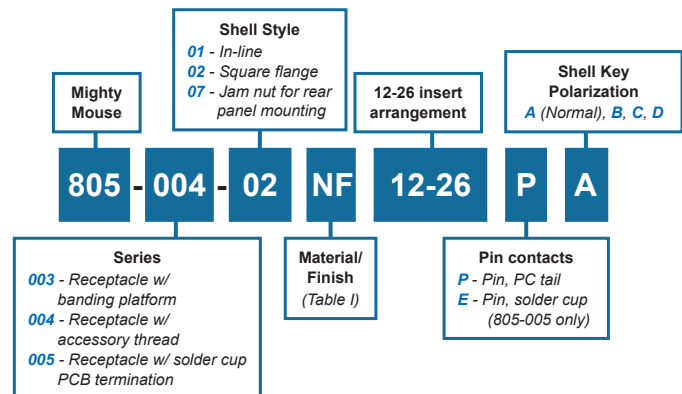 Shell Style
01 - In-line
02 - Square flange
07 - Jam nut for rear
panel mounting
Mighty
Mouse
12-26 insert
arrangement
Shell Key
Polarization
A (Normal), B, C, D
805 - 004 - 02 NF 12-26 P A
Series
003 - Receptacle w/
banding platform
004 - Receptacle w/
accessory thread
005 - Receptacle w/ solder cup
PCB termination
Material/
Finish
(Table I)
Pin contacts
P - Pin, PC tail
E - Pin, solder cup
(805-005 only)